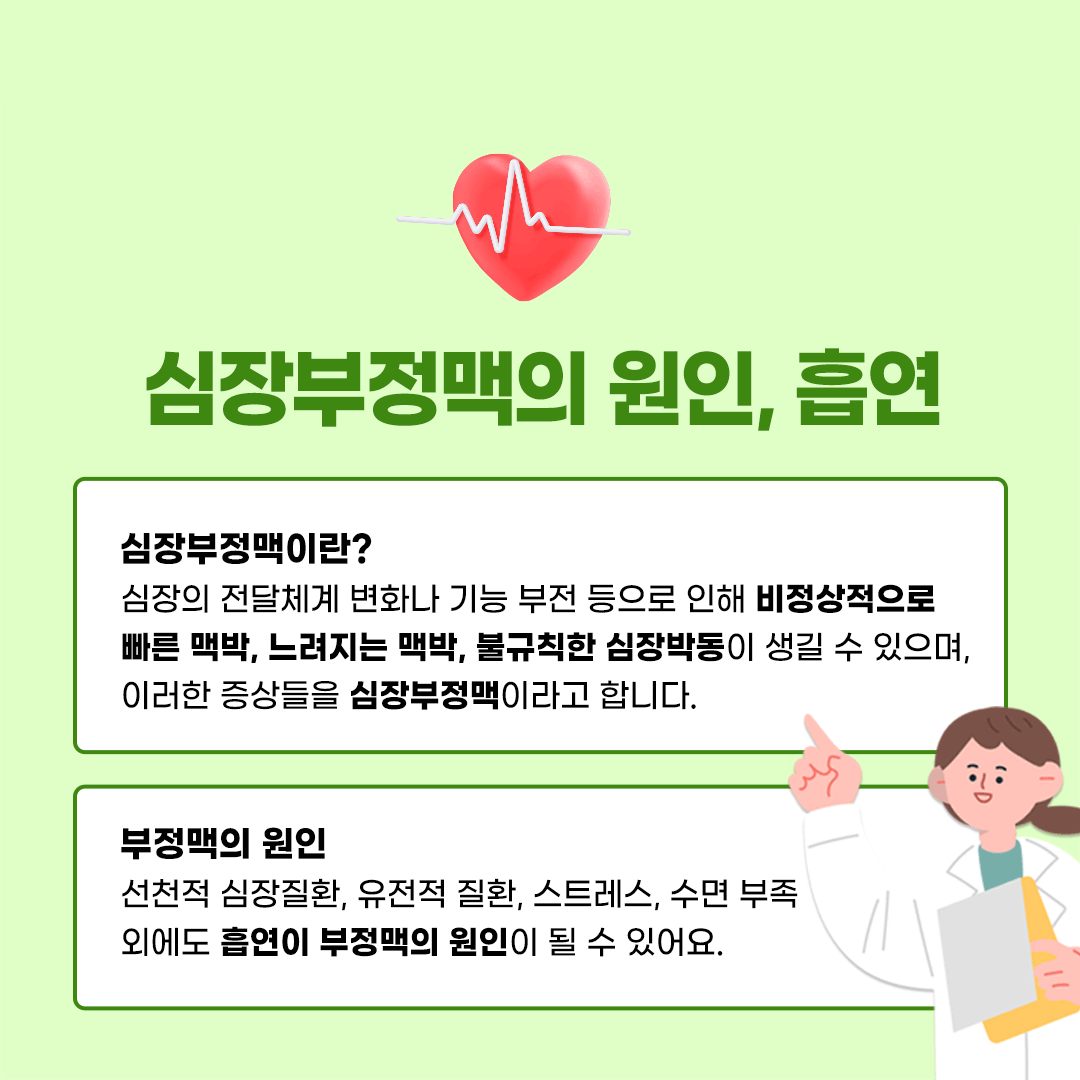 심장부정맥의 원인, 흡연
심장부정맥이란?
심장의 전달체계 변화나 기능 부전 등으로 인해 비정상적으로
빠른 맥박, 느려지는 맥박, 불규칙한 심장박동이 생길 수 있으며,
이러한 증상들을 심장부정맥이라고 합니다.
부정맥의 원인
선천적 심장질환, 유전적 질환, 스트레스, 수면 부족
외에도 흡연이 부정맥의 원인이 될 수 있어요.